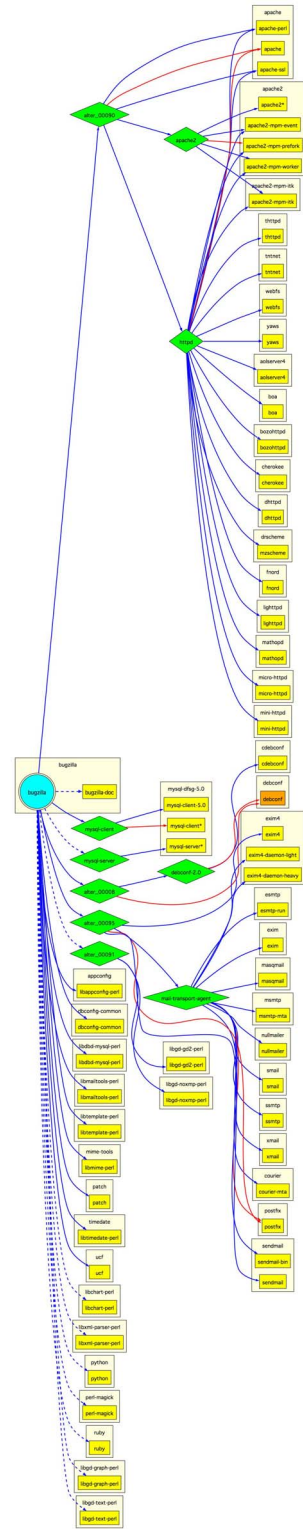 apache
apache-perl
apache
apache-ssl
apache2
apache2*
apache2-mpm-event
apache2-mpm-prefork
apache2-mpm-worker
apache2-mpm-itk
apache2-mpm-itk
thttpd
thttpd
tntnet
tntnet
webfs
webfs
yaws
yaws
aolserver4
aolserver4
boa
boa
bozohttpd
bozohttpd
cherokee
cherokee
dhttpd
dhttpd
drscheme
mzscheme
fnord
fnord
lighttpd
lighttpd
mathopd
mathopd
micro-httpd
micro-httpd
mini-httpd
mini-httpd
apache2
httpd
bugzilla
bugzilla
bugzilla-doc
mysql-client
mysql-server
mysql-dfsg-5.0
mysql-client-5.0
mysql-client*
mysql-server*
debconf-2.0
mail-transport-agent
cdebconf
cdebconf
debconf
debconf
exim4
exim4
exim4-daemon-light
exim4-daemon-heavy
esmtp
esmtp-run
exim
exim
masqmail
masqmail
msmtp
msmtp-mta
nullmailer
nullmailer
smail
smail
ssmtp
ssmtp
xmail
xmail
courier
courier-mta
postfix
postfix
sendmail
sendmail-bin
sendmail
appconfig
libappconfig-perl
dbconfig-common
dbconfig-common
libdbd-mysql-perl
libdbd-mysql-perl
libmailtools-perl
libmailtools-perl
libtemplate-perl
libtemplate-perl
mime-tools
libmime-perl
patch
patch
timedate
libtimedate-perl
ucf
ucf
libchart-perl
libchart-perl
libxml-parser-perl
libxml-parser-perl
python
python
perl-magick
perl-magick
ruby
ruby
libgd-graph-perl
libgd-graph-perl
libgd-text-perl
libgd-text-perl
libgd-gd2-perl
libgd-gd2-perl
libgd-noxmp-perl
libgd-noxmp-perl